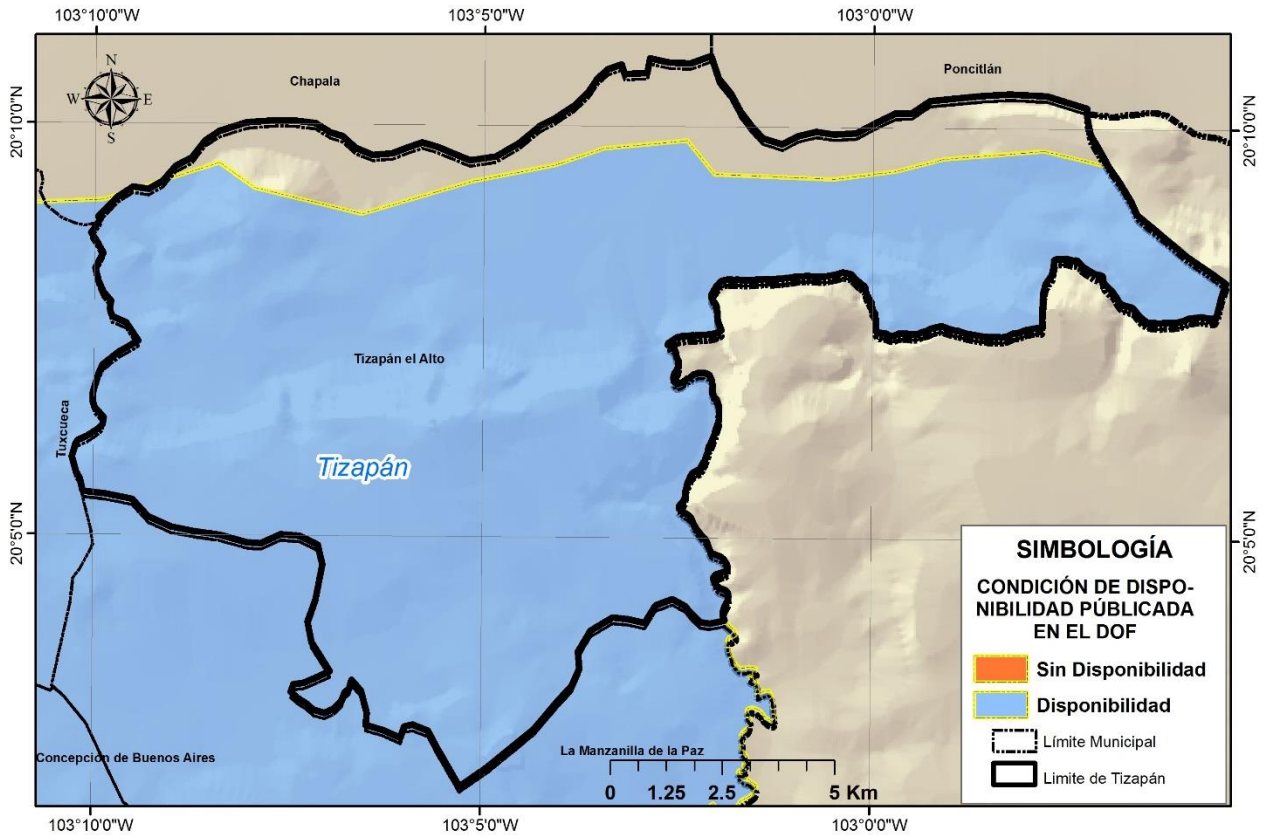 103°10'0"W 103°5'0"W 103°0'0"W
N
W E
S
Chapala
Poncitlán
20°10'0"N
20°10'0"N
Tizapán el Alto
Tuxcueca
Tizapán
20°5'0"N
20°5'0"N
SIMBOLOGÍA
CONDICIÓN DE DISPO-
NIBILIDAD PÚBLICADA
EN EL DOF
Sin Disponibilidad
Disponibilidad
Límite Municipal
Limite de Tizapán
La Manzanilla de la Paz
Concepción de Buenos Aires
0 1.25 2.5 5 Km
103°10'0"W 103°5'0"W 103°0'0"W